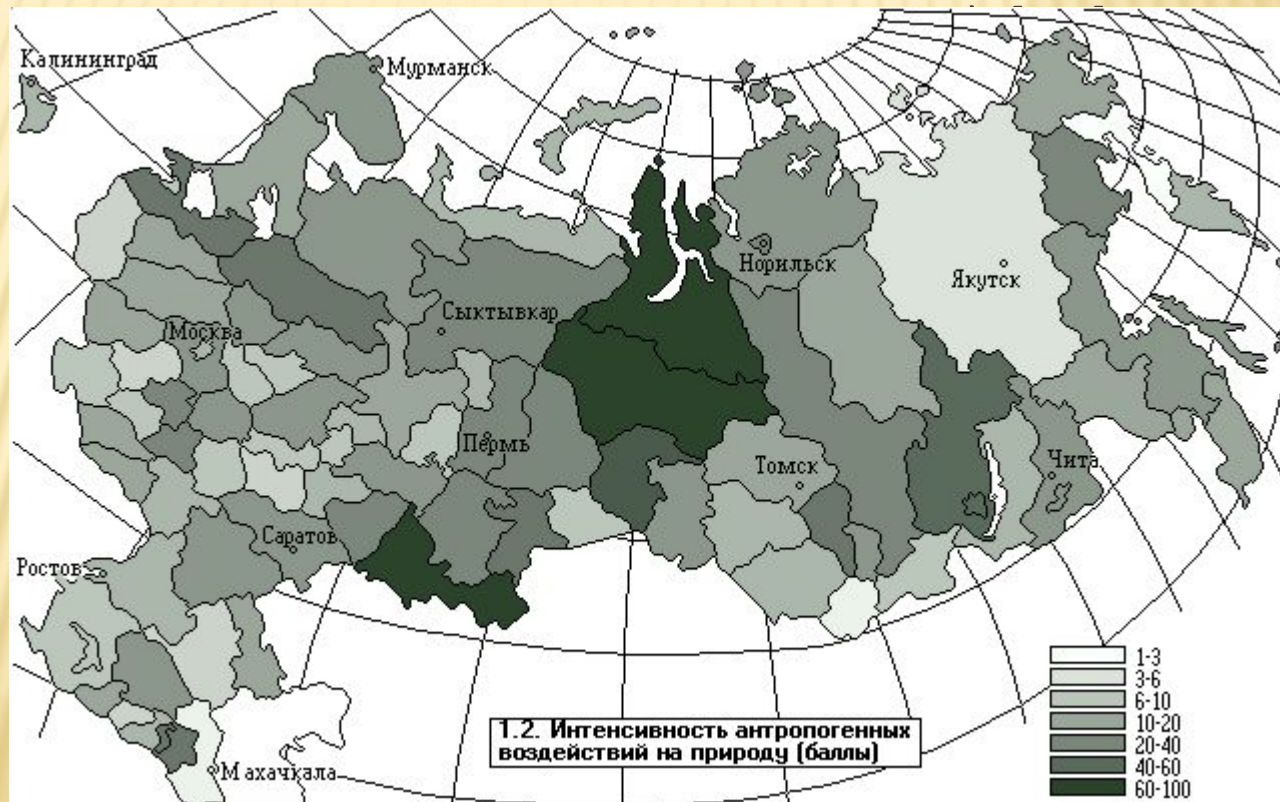 Калининград
Мурманск
Норильск
Якутск
Сыктывкар
Москва
Пермь
Томск
Чита
Саратов
Ростов
Махачкала
1.2. Интенсивность антропогенных
воздействий на природу (баллы)
1-3
3-6
6-10
10-20
20-40
40-60
60-100